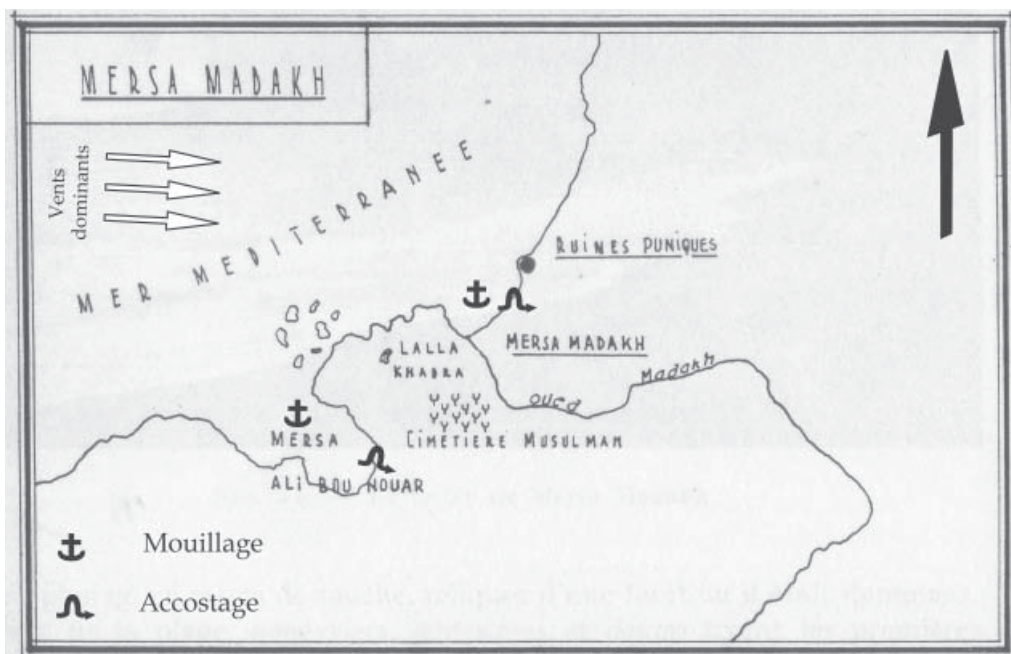 MERSA MADAKH
Vents
dominants
MER MEDITERRANEE
RUINES PUNIQUES
MERSA MADAKH
LALLA
KHADRA
OUED Madakh
CIMETIERE MUSULMAM
MERSA
ALI BOU NOUAR
Mouillage
Accostage